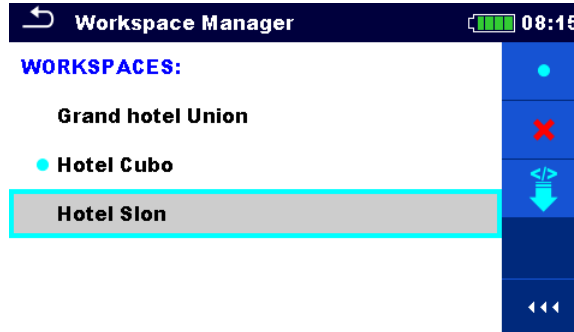 Workspace Manager 08:15
WORKSPACES:
Grand hotel Union
Hotel Cubo
Hotel Slon
</>